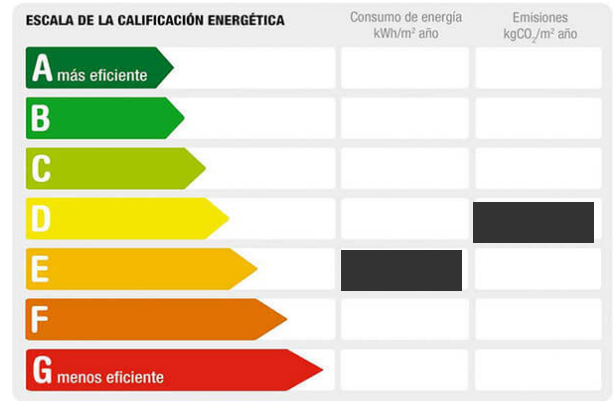 ESCALA DE LA CALIFICACIÓN ENERGÉTICA
Consumo de energía
kWh/m² año
Emisiones
kgCO₂/m² año
A más eficiente
B
C
D
E
F
G menos eficiente